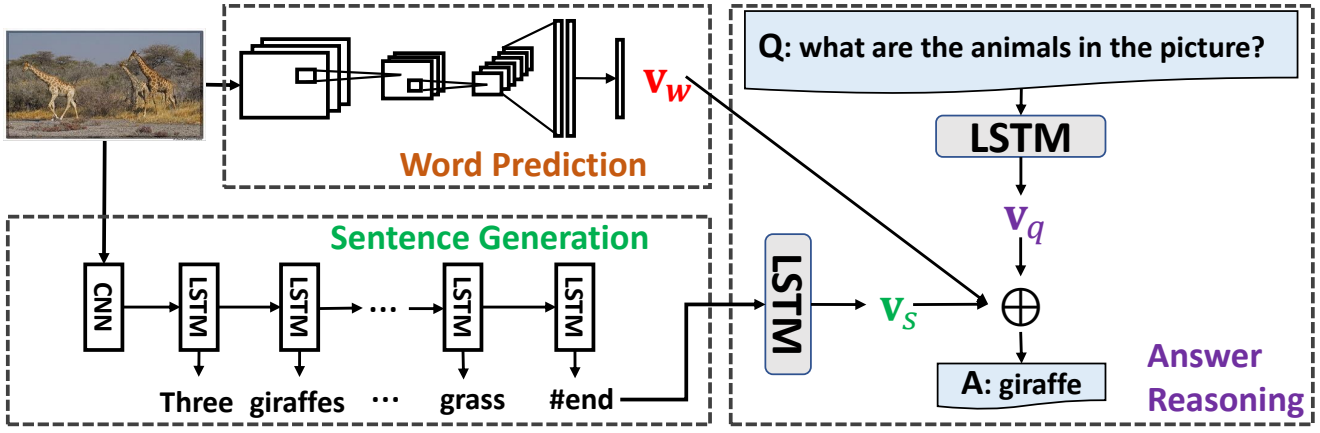 Word Prediction
v_w
Sentence Generation
CNN
LSTM
LSTM
...
LSTM
LSTM
Three giraffes ... grass #end
Q: what are the animals in the picture?
LSTM
v_q
LSTM
v_s
A: giraffe
Answer
Reasoning